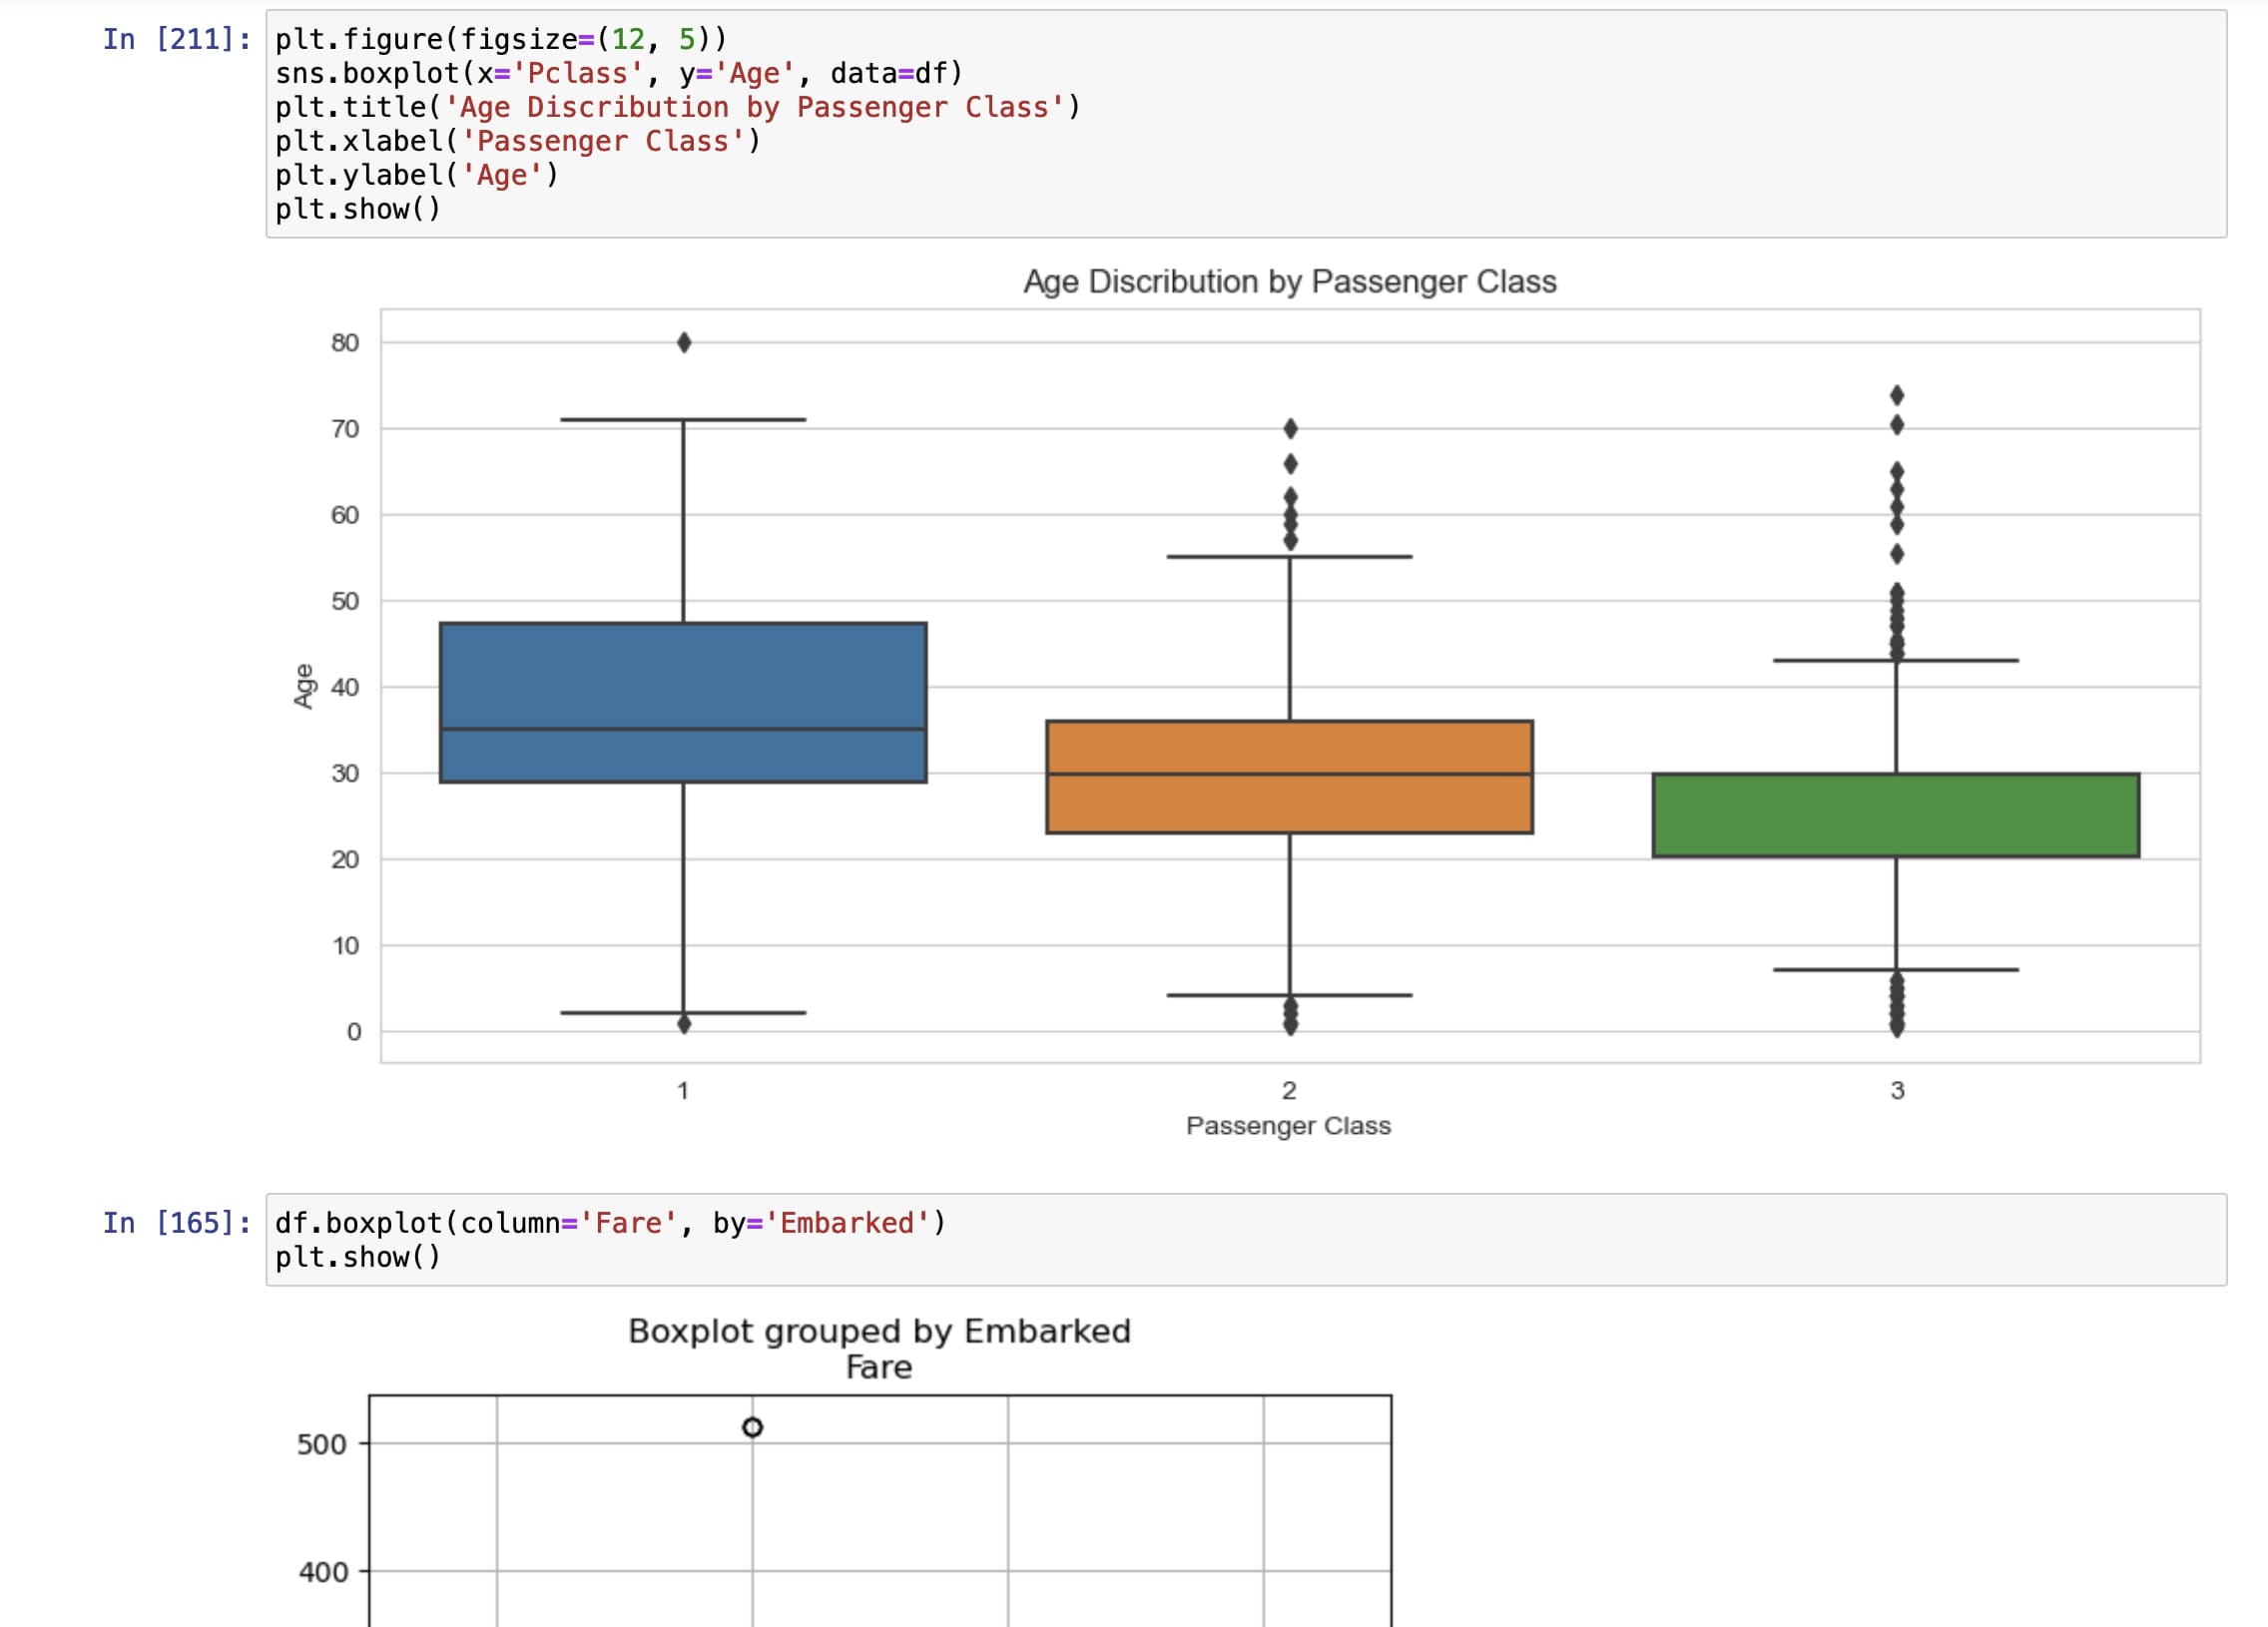 In [211]: plt.figure(figsize=(12, 5))
sns.boxplot(x='Pclass', y='Age', data=df)
plt.title('Age Discribution by Passenger Class')
plt.xlabel('Passenger Class')
plt.ylabel('Age')
plt.show()
Age Discribution by Passenger Class
80
70
60
50
Age
40
30
20
10
0
1 2 3
Passenger Class
In [165]: df.boxplot(column='Fare', by='Embarked')
plt.show()
Boxplot grouped by Embarked
Fare
500
400